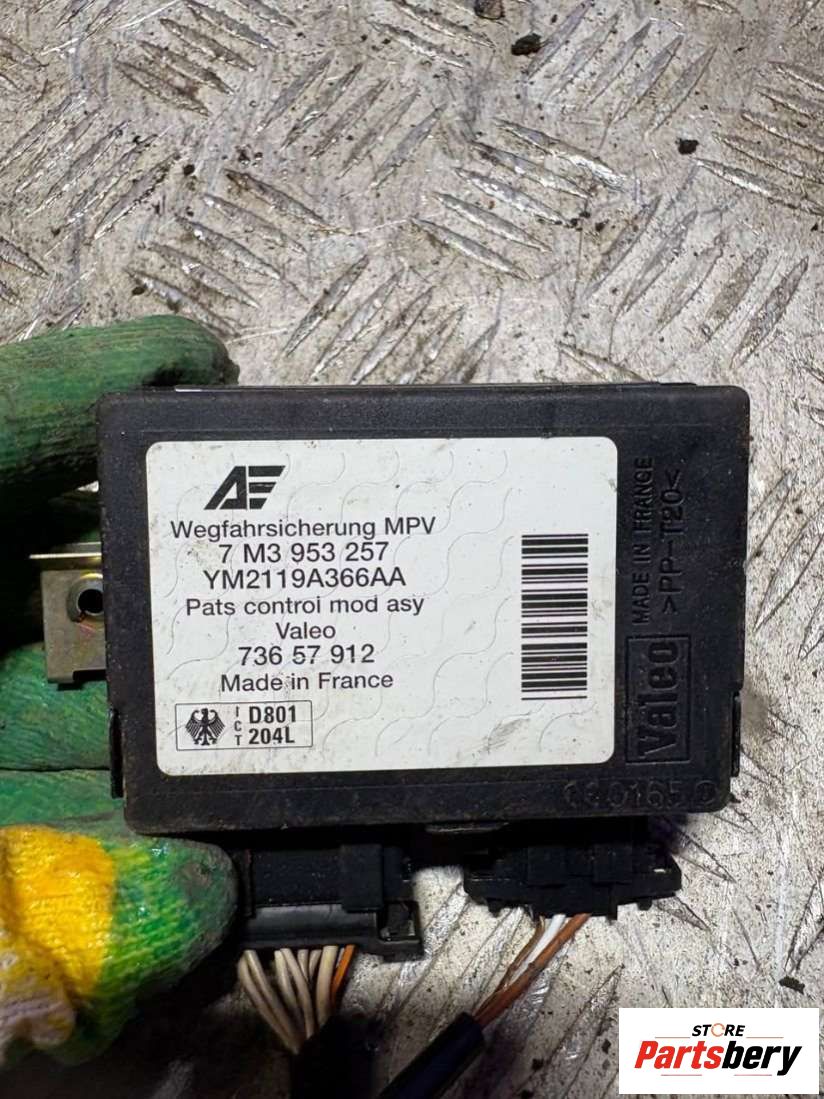 AE
Wegfahrsicherung MPV
7 M3 953 257
YM2119A366AA
Pats control mod asy
Valeo
736 57 912
Made in France
I
C
T
D801
204L
MADE IN FRANCE
>PP-T20<
Valeo
STORE
Partsbery